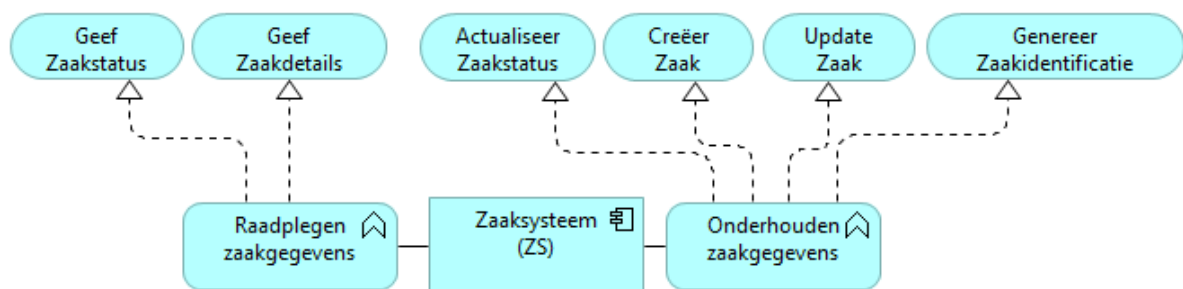 Geef
Zaakstatus
Geef
Zaakdetails
Actualiseer
Zaakstatus
Creëer
Zaak
Update
Zaak
Genereer
Zaakidentificatie
Raadplegen
zaakgegevens
Zaaksysteem
(ZS)
Onderhouden
zaakgegevens